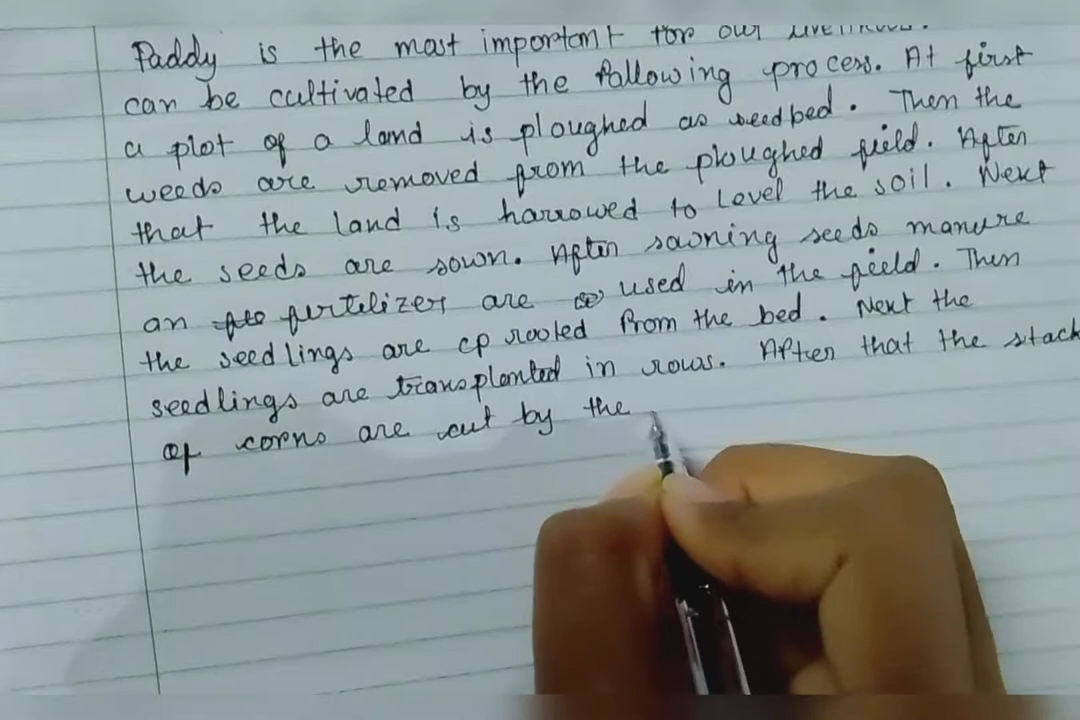 Paddy is the most important for our
can be cultivated by the following process. At first
a plot of a land is ploughed as seedbed. Then the
weeds are removed from the ploughed field. After
that the land is harrowed to level the soil. Next
the seeds are sown. After sowning seeds manure
an fertelizer are used in the field. Then
the seedlings are up rooted from the bed. Next the
seedlings are transplanted in rows. After that the stack
of corns are cut by the